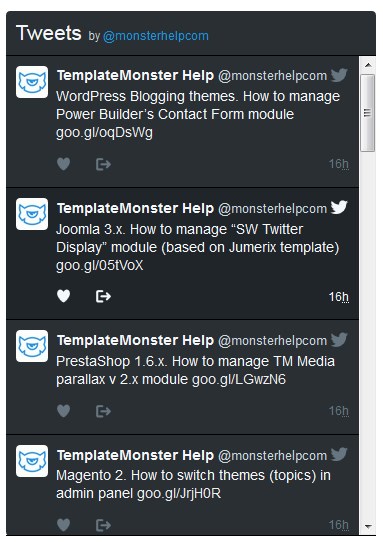 Tweets by @monsterhelpcom
TemplateMonster Help @monsterhelpcom
WordPress Blogging themes. How to manage
Power Builder's Contact Form module
goo.gl/oqDsWg
16h
TemplateMonster Help @monsterhelpcom
Joomla 3.x. How to manage “SW Twitter
Display” module (based on Jumerix template)
goo.gl/05tVoX
16h
TemplateMonster Help @monsterhelpcom
PrestaShop 1.6.x. How to manage TM Media
parallax v 2.x module goo.gl/LGwzN6
16h
TemplateMonster Help @monsterhelpcom
Magento 2. How to switch themes (topics) in
admin panel goo.gl/JrjH0R
16h